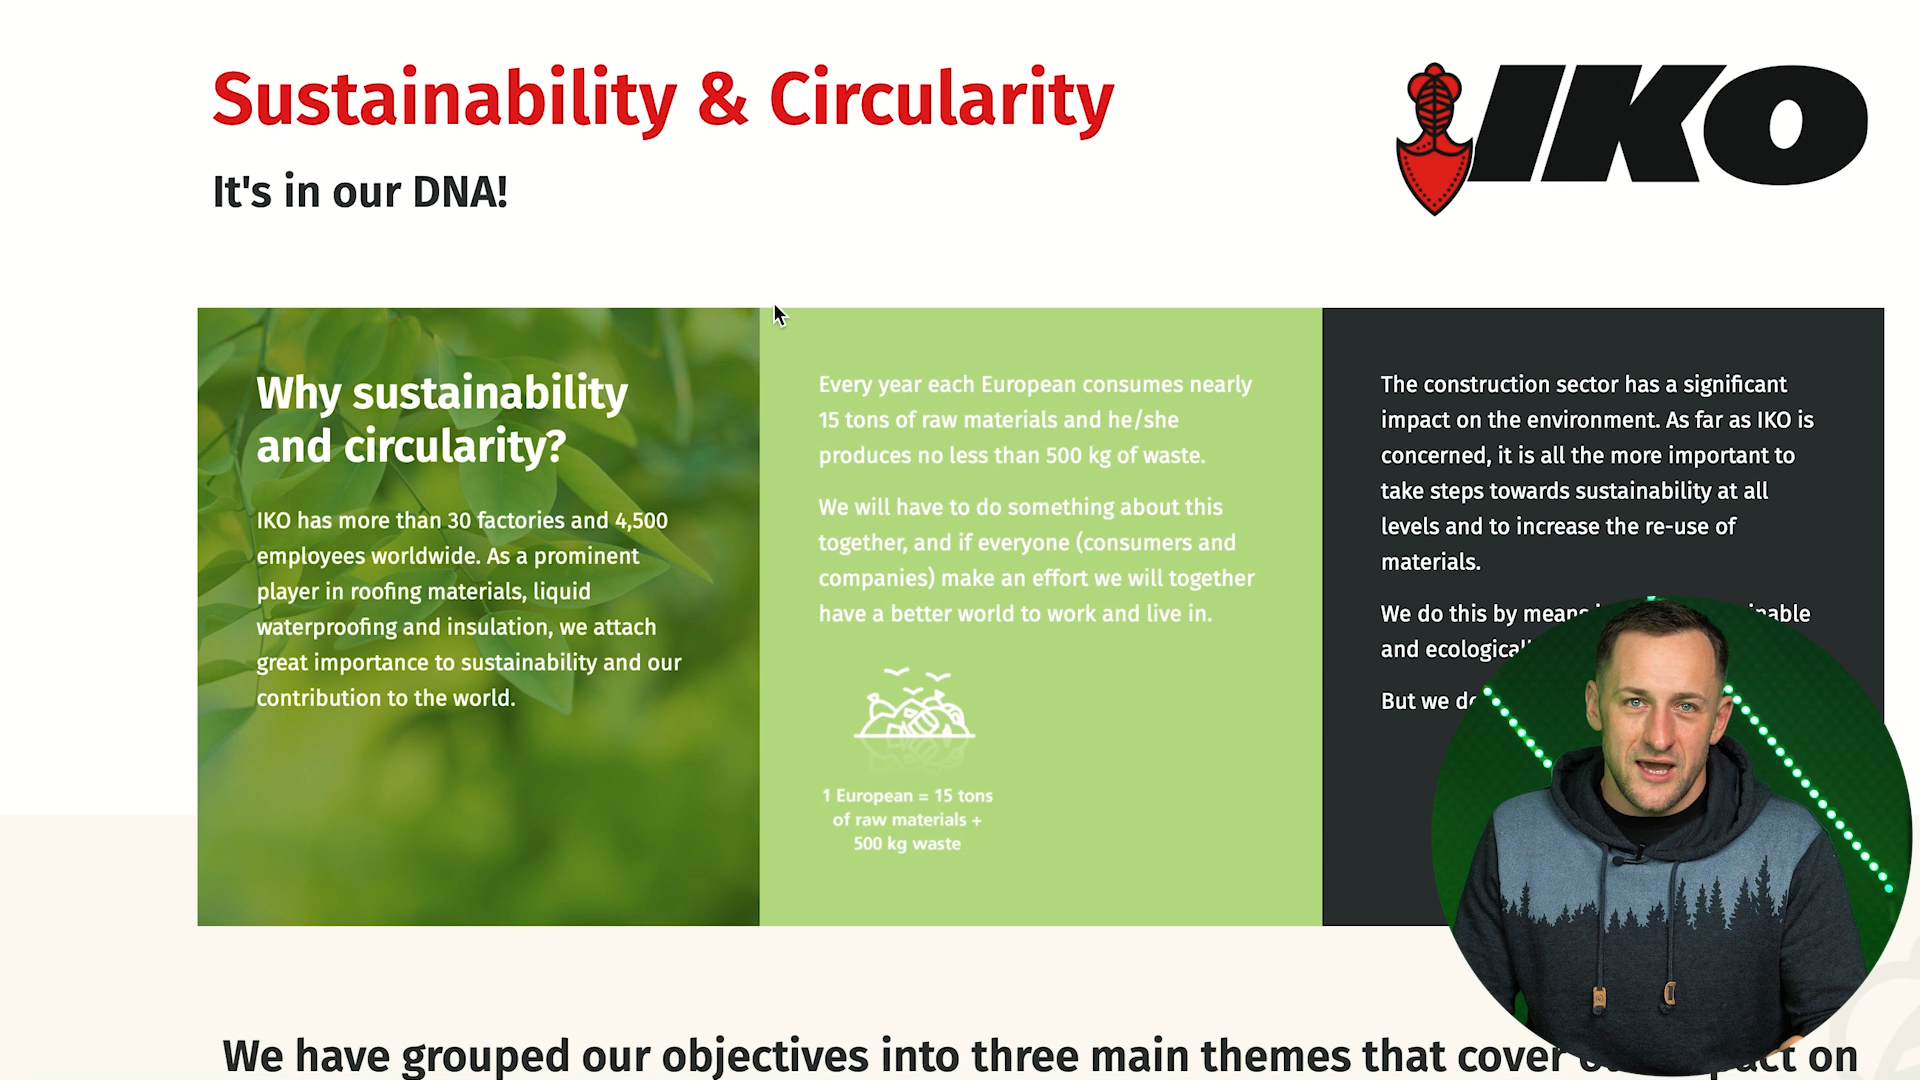 Sustainability & Circularity
It's in our DNA!
IKO
Why sustainability
and circularity?
IKO has more than 30 factories and 4,500
employees worldwide. As a prominent
player in roofing materials, liquid
waterproofing and insulation, we attach
great importance to sustainability and our
contribution to the world.
Every year each European consumes nearly
15 tons of raw materials and he/she
produces no less than 500 kg of waste.
We will have to do something about this
together, and if everyone (consumers and
companies) make an effort we will together
have a better world to work and live in.
1 European = 15 tons
of raw materials +
500 kg waste
The construction sector has a significant
impact on the environment. As far as IKO is
concerned, it is all the more important to
take steps towards sustainability at all
levels and to increase the re-use of
materials.
We do this by means
and
But we
We have grouped our objectives into three main themes that cover on